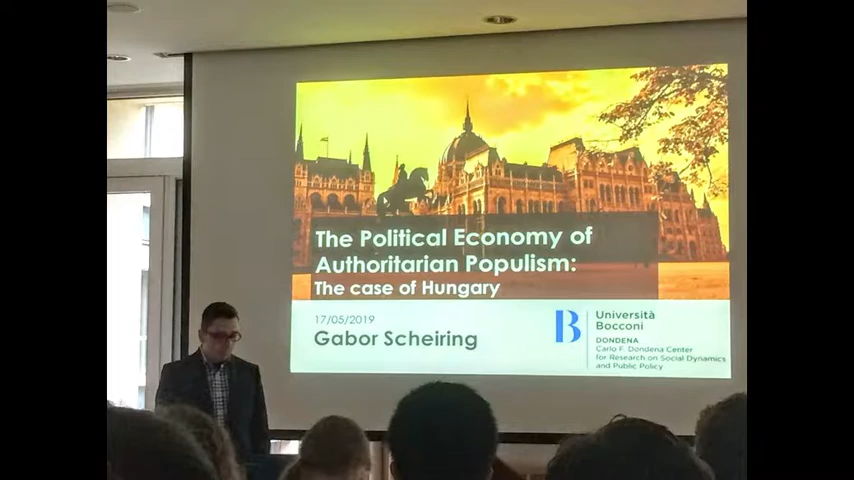 The Political Economy of
Authoritarian Populism:
The case of Hungary
17/05/2019
Gabor Scheiring
B
Università
Bocconi
DONDENA
Carlo F. Dondena Center
for Research on Social Dynamics
and Public Policy